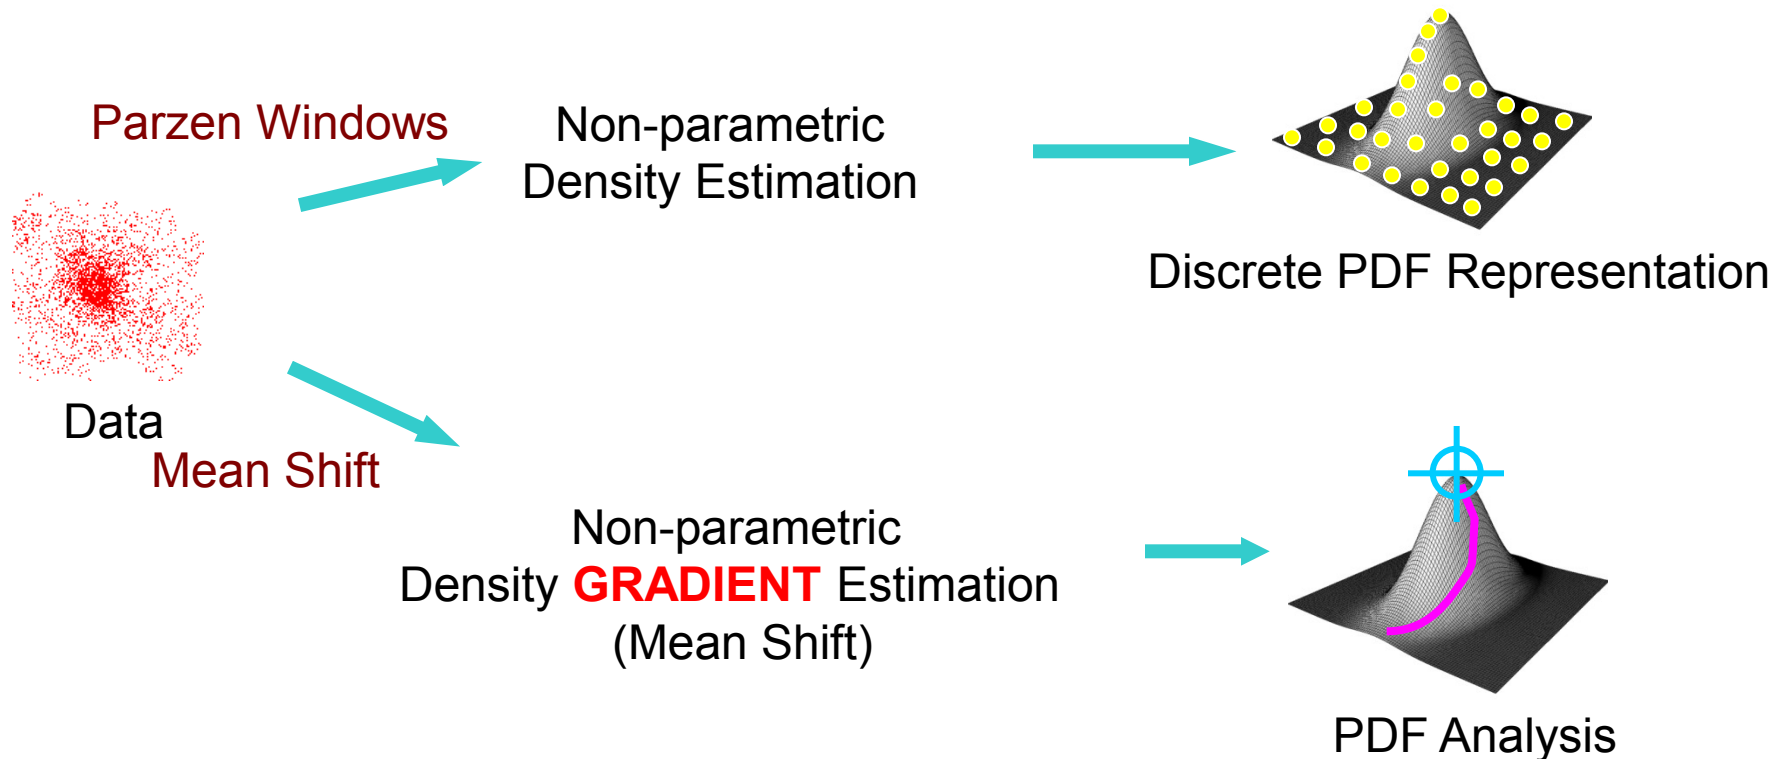 Parzen Windows
Non-parametric
Density Estimation
Discrete PDF Representation
Data
Mean Shift
Non-parametric
Density GRADIENT Estimation
(Mean Shift)
PDF Analysis